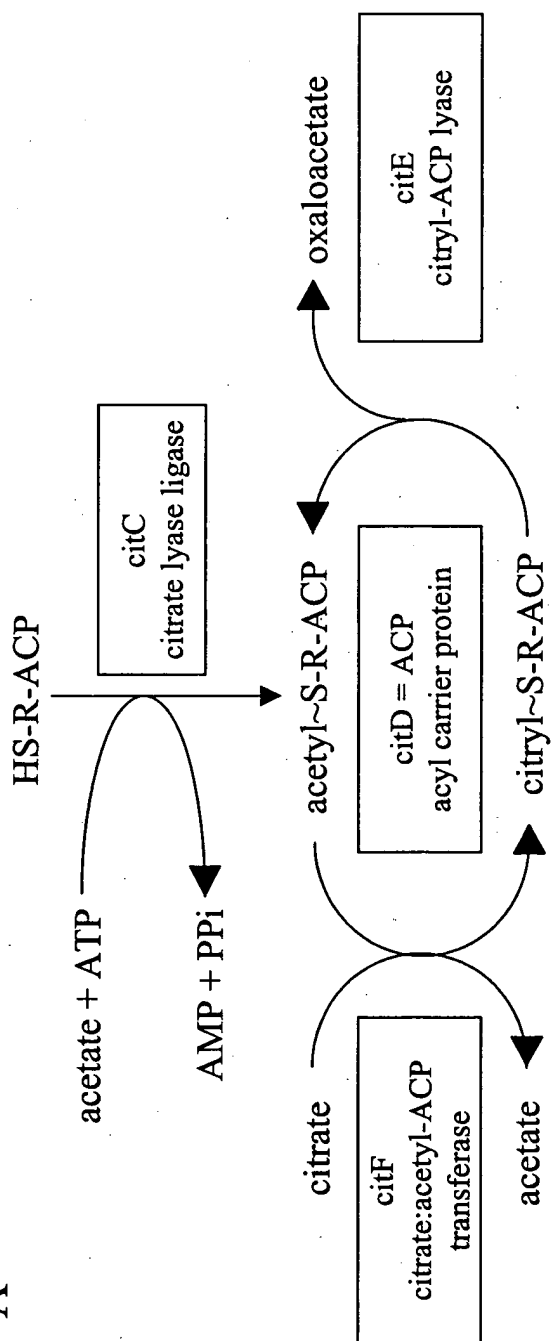 A
HS-R-ACP
acetate + ATP
citC
citrate lyase ligase
AMP + PPi
citrate
acetyl~S-R-ACP
oxaloacetate
citF
citrate:acetyl-ACP
transferase
citD = ACP
acyl carrier protein
citE
citryl-ACP lyase
acetate
citryl~S-R-ACP